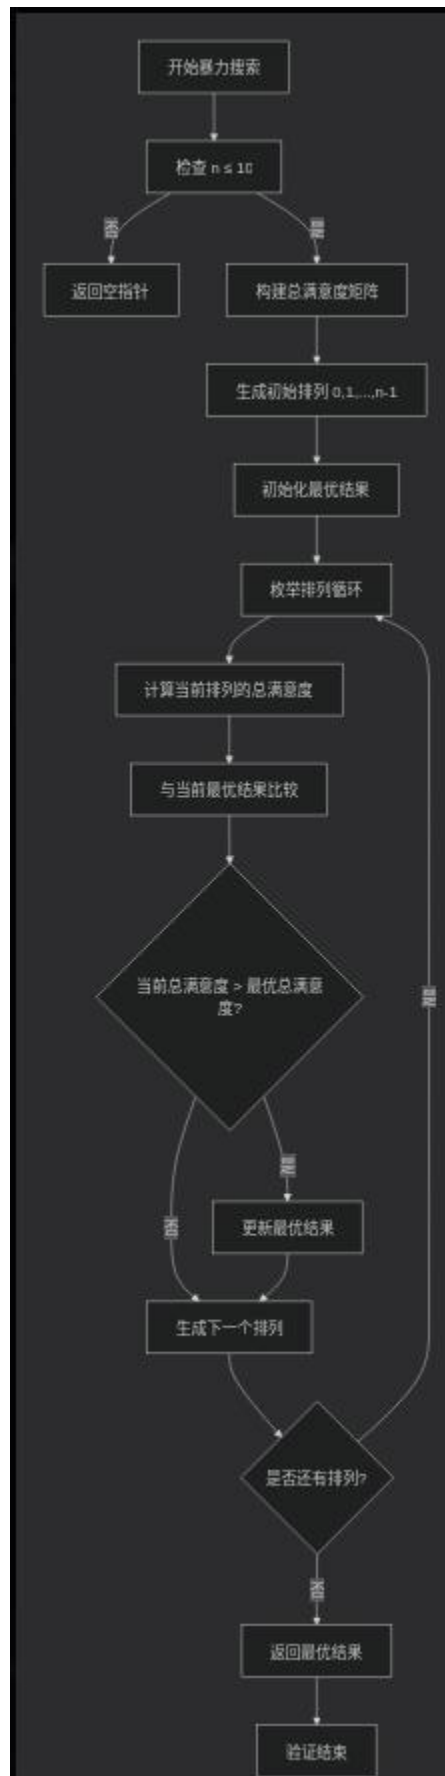 开始暴力搜索
检查 n ≤ 10
否
是
返回空指针
构建总满意度矩阵
生成初始排列 0,1,...,n-1
初始化最优结果
枚举排列循环
计算当前排列的总满意度
与当前最优结果比较
当前总满意度 > 最优总满意
度?
是
是
否
更新最优结果
生成下一个排列
是否还有排列?
否
返回最优结果
验证结束